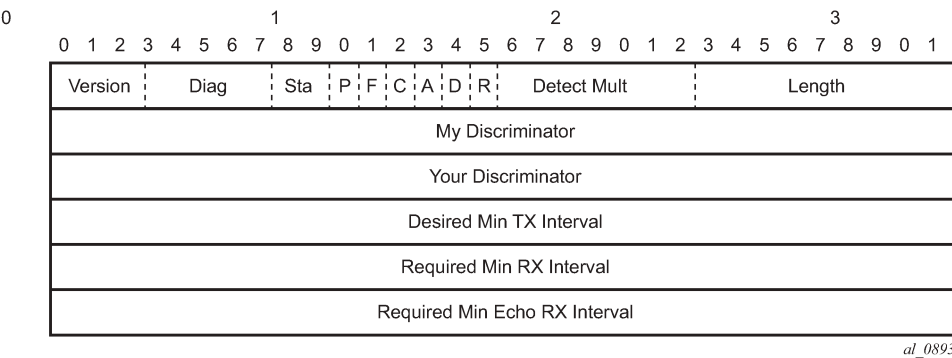 0 1 2 3
0 1 2 3 4 5 6 7 8 9 0 1 2 3 4 5 6 7 8 9 0 1 2 3 4 5 6 7 8 9 0 1
Version Diag Sta P F C A D R Detect Mult Length
My Discriminator
Your Discriminator
Desired Min TX Interval
Required Min RX Interval
Required Min Echo RX Interval
al_0893